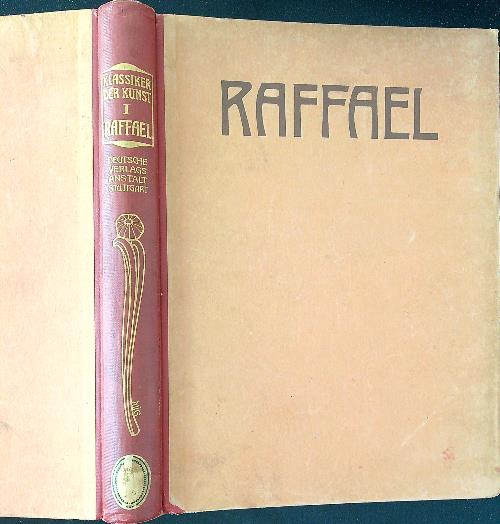 KLASSIKER
DER KUNST
I
RAFFAEL
DEUTSCHE
VERLAGS
ANSTALT
STUTTGART
RAFFAEL